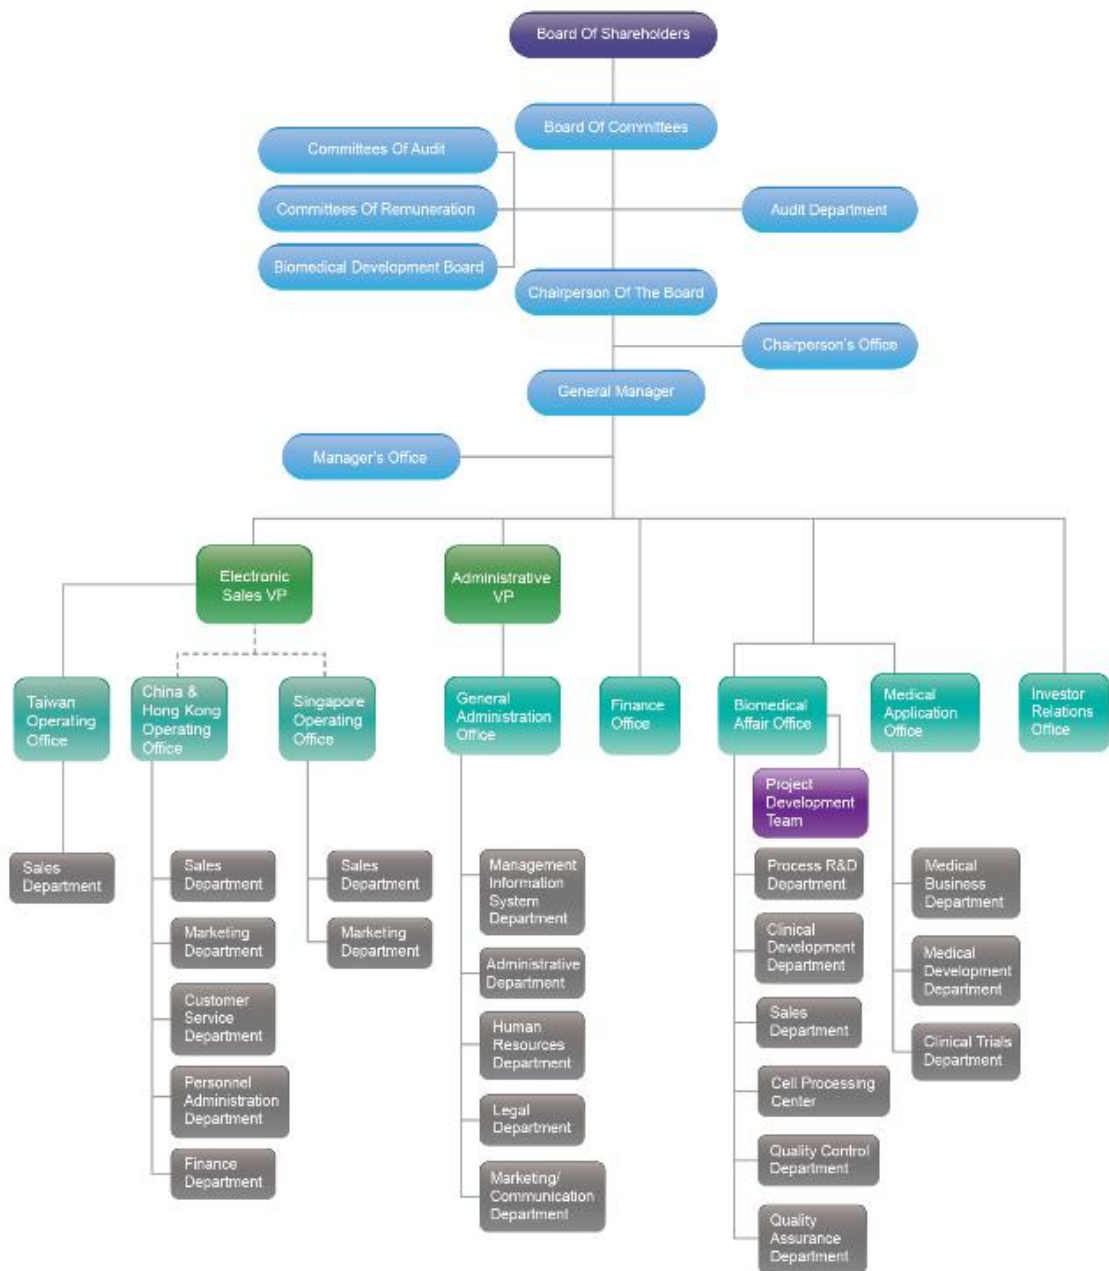 Board Of Shareholders
Board Of Committees
Committees Of Audit
Committees Of Remuneration
Audit Department
Biomedical Development Board
Chairperson Of The Board
Chairperson's Office
General Manager
Manager's Office
Electronic
Sales VP
Administrative
VP
Taiwan
Operating
Office
China &
Hong Kong
Operating
Office
Singapore
Operating
Office
General
Administration
Office
Finance
Office
Biomedical
Affair Office
Medical
Application
Office
Investor
Relations
Office
Project
Development
Team
Sales
Department
Sales
Department
Marketing
Department
Customer
Service
Department
Personnel
Administration
Department
Finance
Department
Sales
Department
Marketing
Department
Management
Information
System
Department
Administrative
Department
Human
Resources
Department
Legal
Department
Marketing/
Communication
Department
Process R&D
Department
Clinical
Development
Department
Sales
Department
Cell Processing
Center
Quality Control
Department
Quality
Assurance
Department
Medical
Business
Department
Medical
Development
Department
Clinical Trials
Department